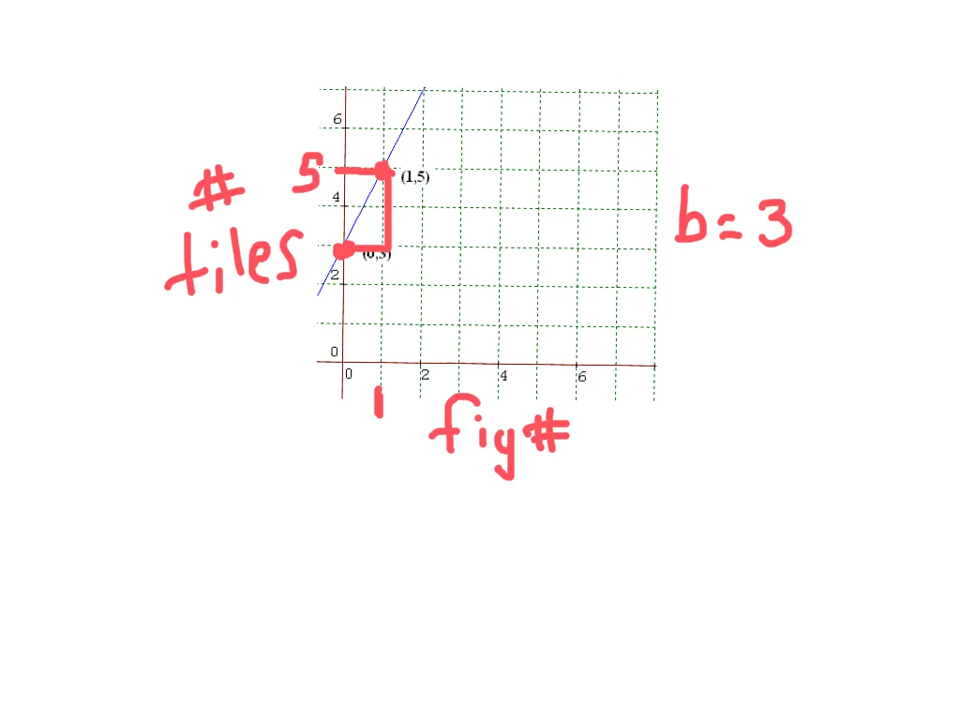 6
# 5
(1,5)
4
b = 3
tiles
(0,3)
2
0
0 2 4 6
1
fig #